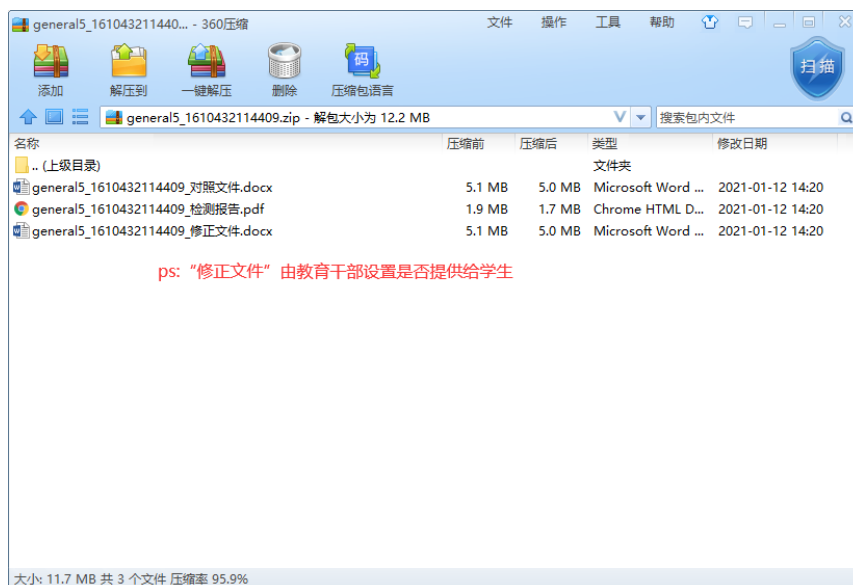 general5_161043211440... - 360压缩 文件 操作 工具 帮助
添加 解压到 一键解压 删除 码 压缩包语言 扫描
general5_1610432114409.zip - 解包大小为 12.2 MB 搜索包内文件
名称 压缩前 压缩后 类型 修改日期
.. (上级目录) 文件夹
general5_1610432114409_对照文件.docx 5.1 MB 5.0 MB Microsoft Word ... 2021-01-12 14:20
general5_1610432114409_检测报告.pdf 1.9 MB 1.7 MB Chrome HTML D... 2021-01-12 14:20
general5_1610432114409_修正文件.docx 5.1 MB 5.0 MB Microsoft Word ... 2021-01-12 14:20
ps: “修正文件” 由教育干部设置是否提供给学生
大小: 11.7 MB 共 3 个文件 压缩率 95.9%